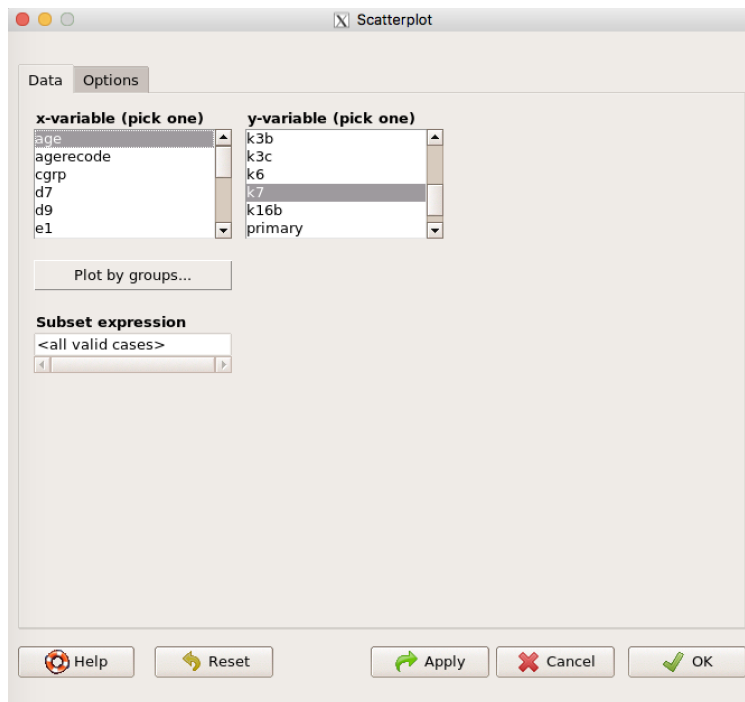 Scatterplot
Data Options
x-variable (pick one) y-variable (pick one)
age k3b
agerecode k3c
cgrp k6
d7 k7
d9 k16b
e1 primary
Plot by groups...
Subset expression
<all valid cases>
Help Reset Apply Cancel OK